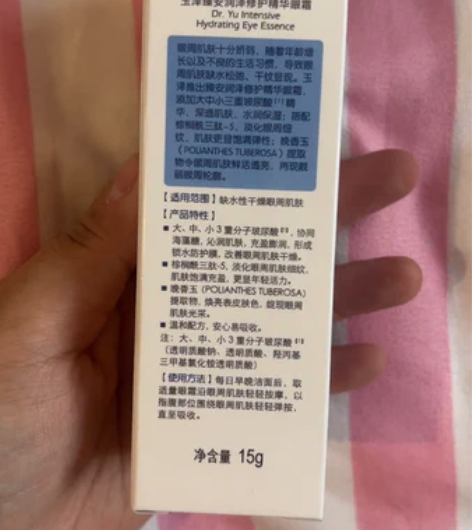 玉泽臻安润泽修护精华眼霜
Dr. Yu Intensive
Hydrating Eye Essence
眼周肌肤十分娇弱，随着年龄增
长以及不良的生活习惯，导致眼
周肌肤缺水松弛、干纹显现。玉
泽推出臻安润泽修护精华眼霜，
添加大中小三重玻尿酸精
华，深透肌肤，水润保湿；搭配
棕榈酰三肽-5，淡化眼周细
纹，肌肤更显饱满弹性；晚香玉
（POLIANTHES TUBEROSA）提取
物令眼周肌肤鲜活透亮，再现靓
丽眼周轮廓。
【适用范围】缺水性干燥眼周肌肤
【产品特性】
■ 大、中、小3重分子玻尿酸，协同
海藻糖，沁润肌肤，充盈膨润，形成
锁水防护膜，改善眼周肌肤干燥。
■ 棕榈酰三肽-5，淡化眼周肌肤细纹，
肌肤饱满充盈，更显年轻活力。
■ 晚香玉（POLIANTHES TUBEROSA）
提取物，焕亮表皮肤色，绽现眼周
肌肤光采。
■ 温和配方，安心易吸收。
注：大、中、小3重分子玻尿酸
（透明质酸钠、透明质酸、羟丙基
三甲基氯化铵透明质酸）
【使用方法】每日早晚洁面后，取
适量眼霜沿眼周肌肤轻轻按摩，以
指腹部位围绕眼周肌肤轻轻弹按，
直至吸收。
净含量 15g